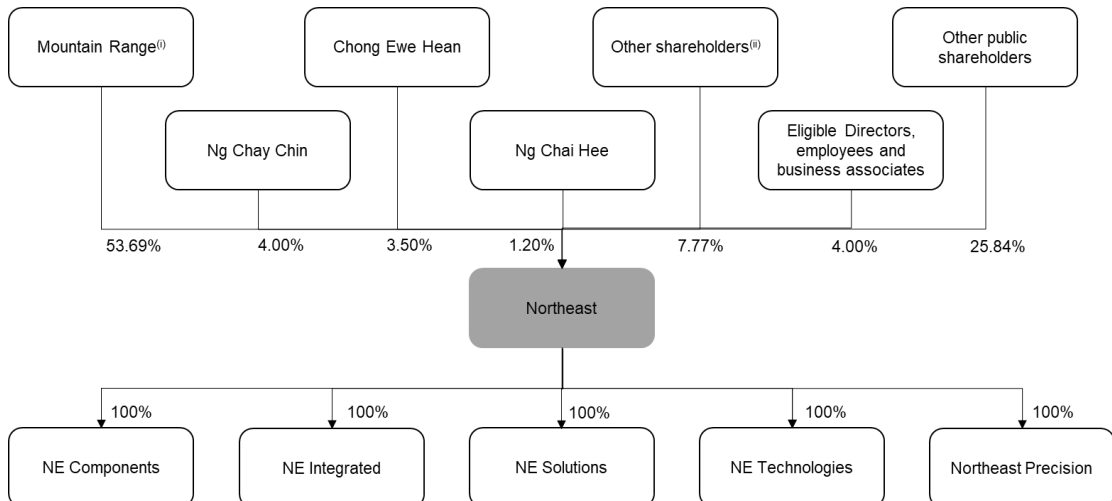 Mountain Range(i)
Chong Ewe Hean
Other shareholders(ii)
Other public
shareholders
Ng Chay Chin
Ng Chai Hee
Eligible Directors,
employees and
business associates
53.69%
4.00%
3.50%
1.20%
7.77%
4.00%
25.84%
Northeast
100%
100%
100%
100%
100%
NE Components
NE Integrated
NE Solutions
NE Technologies
Northeast Precision